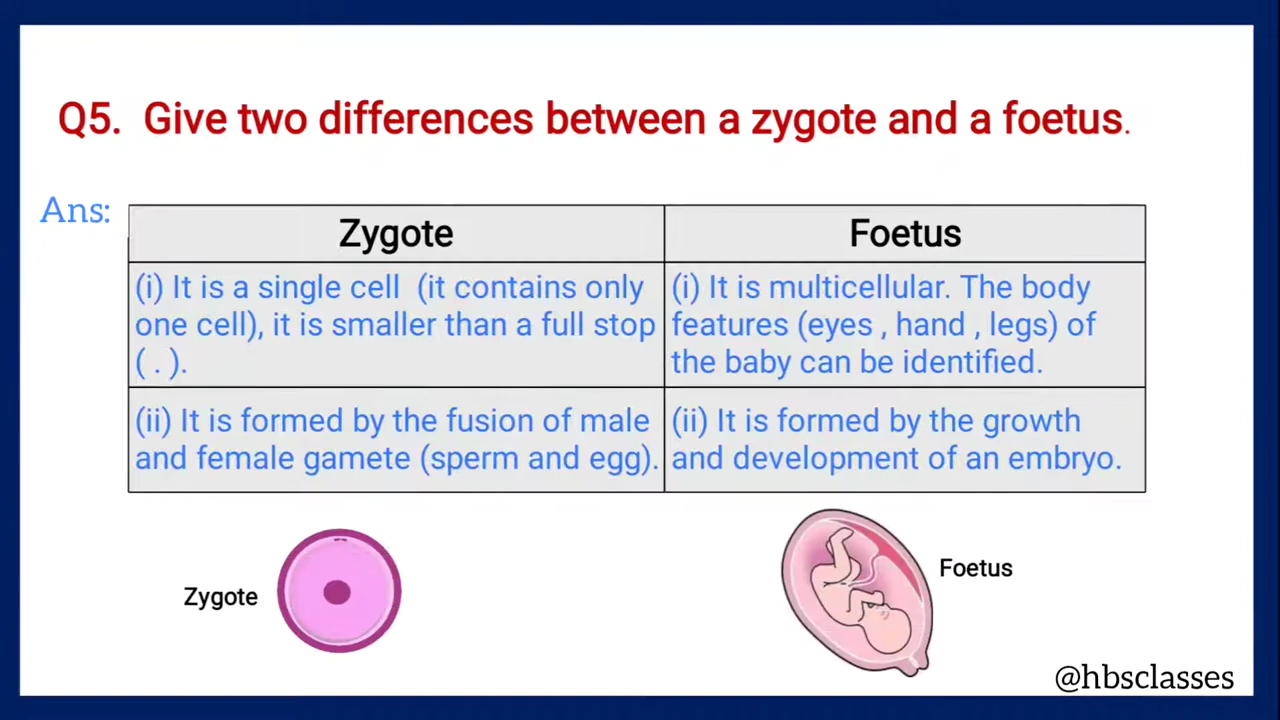 Q5. Give two differences between a zygote and a foetus.
Ans:
Zygote
Foetus
(i) It is a single cell (it contains only
one cell), it is smaller than a full stop
( . ).
(i) It is multicellular. The body
features (eyes , hand , legs) of
the baby can be identified.
(ii) It is formed by the fusion of male
and female gamete (sperm and egg).
(ii) It is formed by the growth
and development of an embryo.
Zygote
Foetus
@hbsclasses